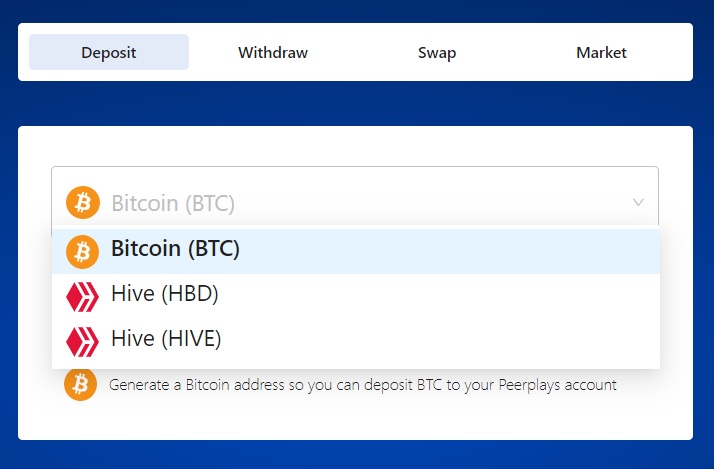 Deposit Withdraw Swap Market
Bitcoin (BTC)
Bitcoin (BTC)
Hive (HBD)
Hive (HIVE)
Generate a Bitcoin address so you can deposit BTC to your Peerplays account